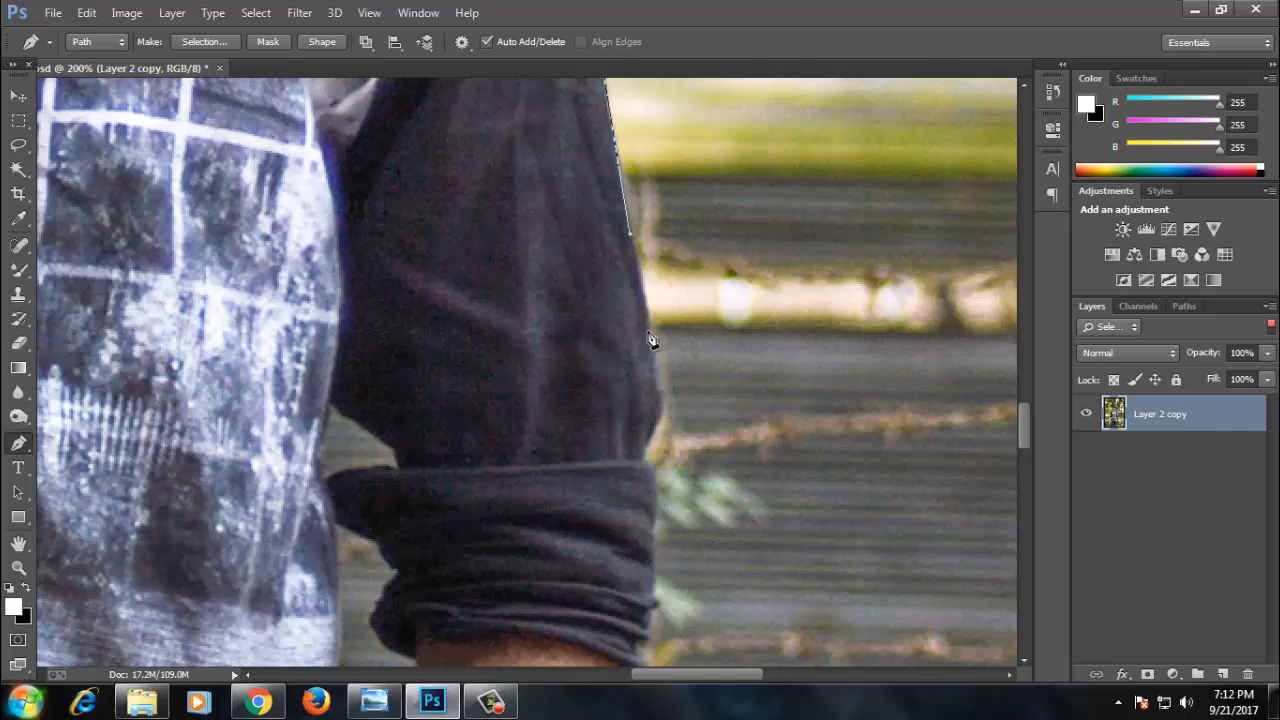 Ps File Edit Image Layer Type Select Filter 3D View Window Help
Path Make: Selection... Mask Shape Auto Add/Delete Align Edges Essentials
osd @ 200% (Layer 2 copy, RGB/8) * ×
Color Swatches
R 255
G 255
B 255
Adjustments Styles
Add an adjustment
Layers Channels Paths
Sele...
Normal Opacity: 100%
Lock: Fill: 100%
Layer 2 copy
Doc: 17.2M/109.0M
7:12 PM
9/21/2017